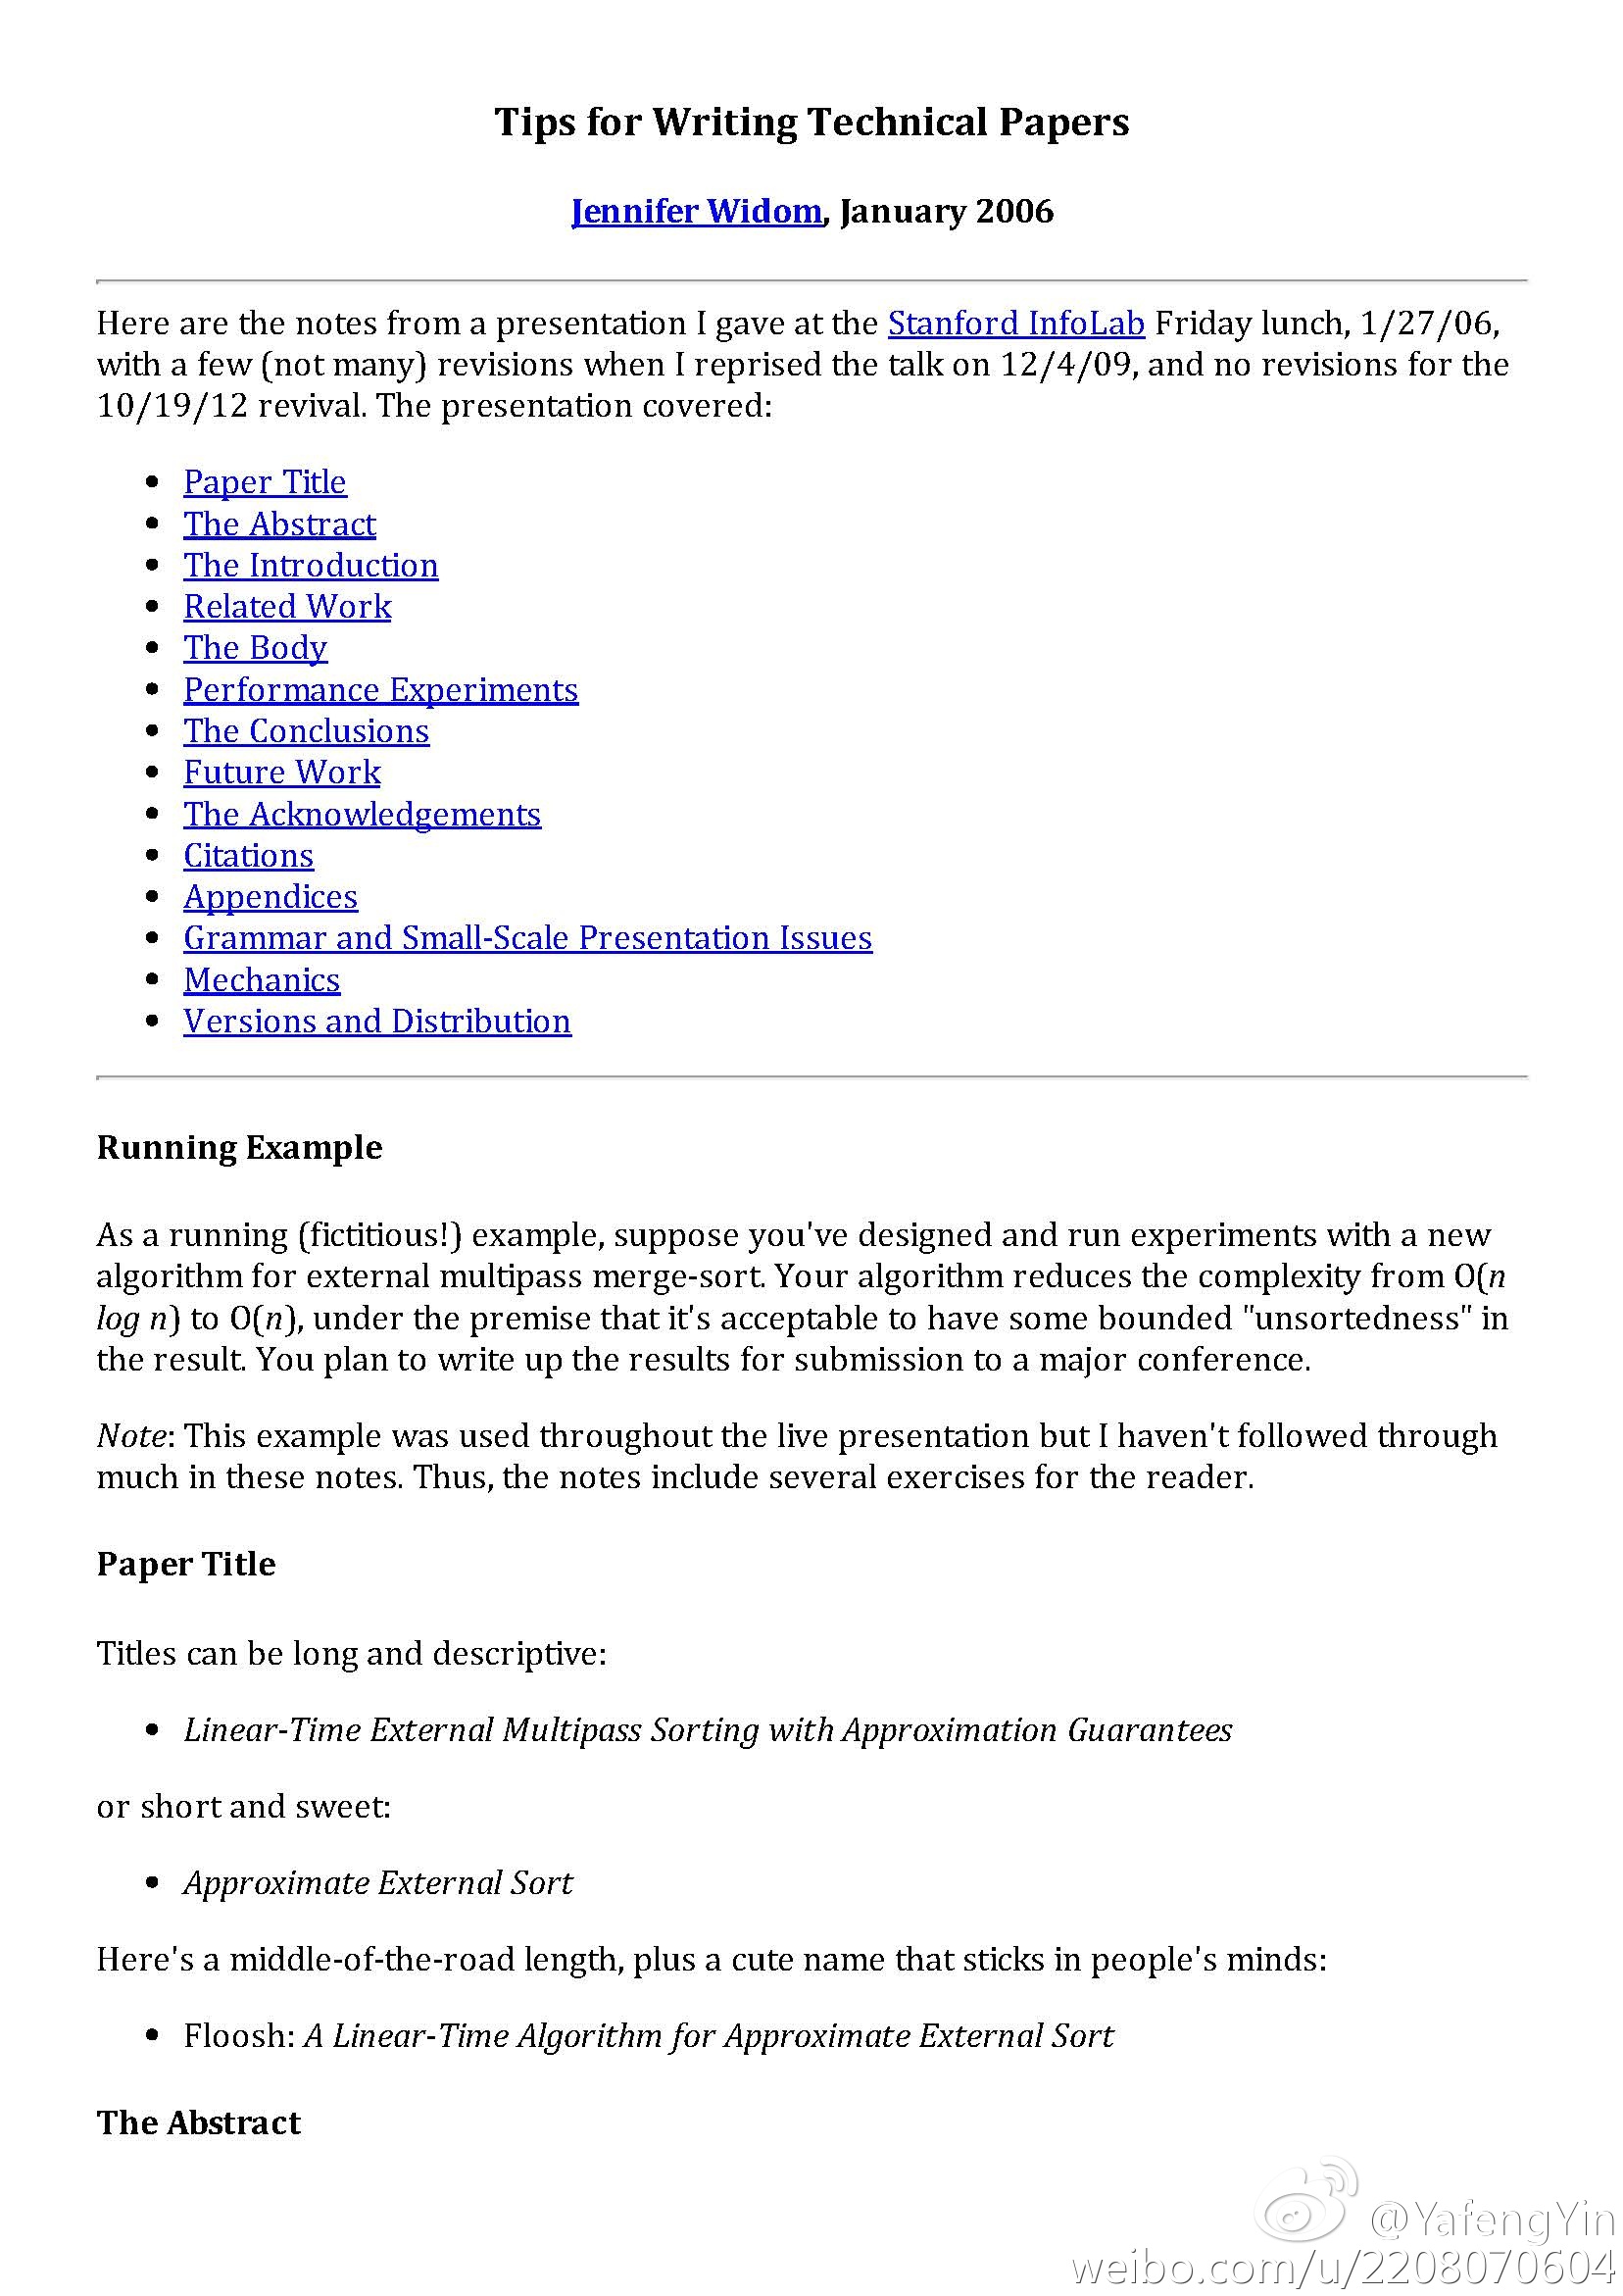 Tips for Writing Technical Papers
Jennifer Widom, January 2006
Here are the notes from a presentation I gave at the Stanford InfoLab Friday lunch, 1/27/06,
with a few (not many) revisions when I reprised the talk on 12/4/09, and no revisions for the
10/19/12 revival. The presentation covered:
• Paper Title
• The Abstract
• The Introduction
• Related Work
• The Body
• Performance Experiments
• The Conclusions
• Future Work
• The Acknowledgements
• Citations
• Appendices
• Grammar and Small-Scale Presentation Issues
• Mechanics
• Versions and Distribution
Running Example
As a running (fictitious!) example, suppose you've designed and run experiments with a new
algorithm for external multipass merge-sort. Your algorithm reduces the complexity from O(n
log n) to O(n), under the premise that it's acceptable to have some bounded "unsortedness" in
the result. You plan to write up the results for submission to a major conference.
Note: This example was used throughout the live presentation but I haven't followed through
much in these notes. Thus, the notes include several exercises for the reader.
Paper Title
Titles can be long and descriptive:
• Linear-Time External Multipass Sorting with Approximation Guarantees
or short and sweet:
• Approximate External Sort
Here's a middle-of-the-road length, plus a cute name that sticks in people's minds:
• Floosh: A Linear-Time Algorithm for Approximate External Sort
The Abstract
@YafengYin
weibo.com/u/2208070604